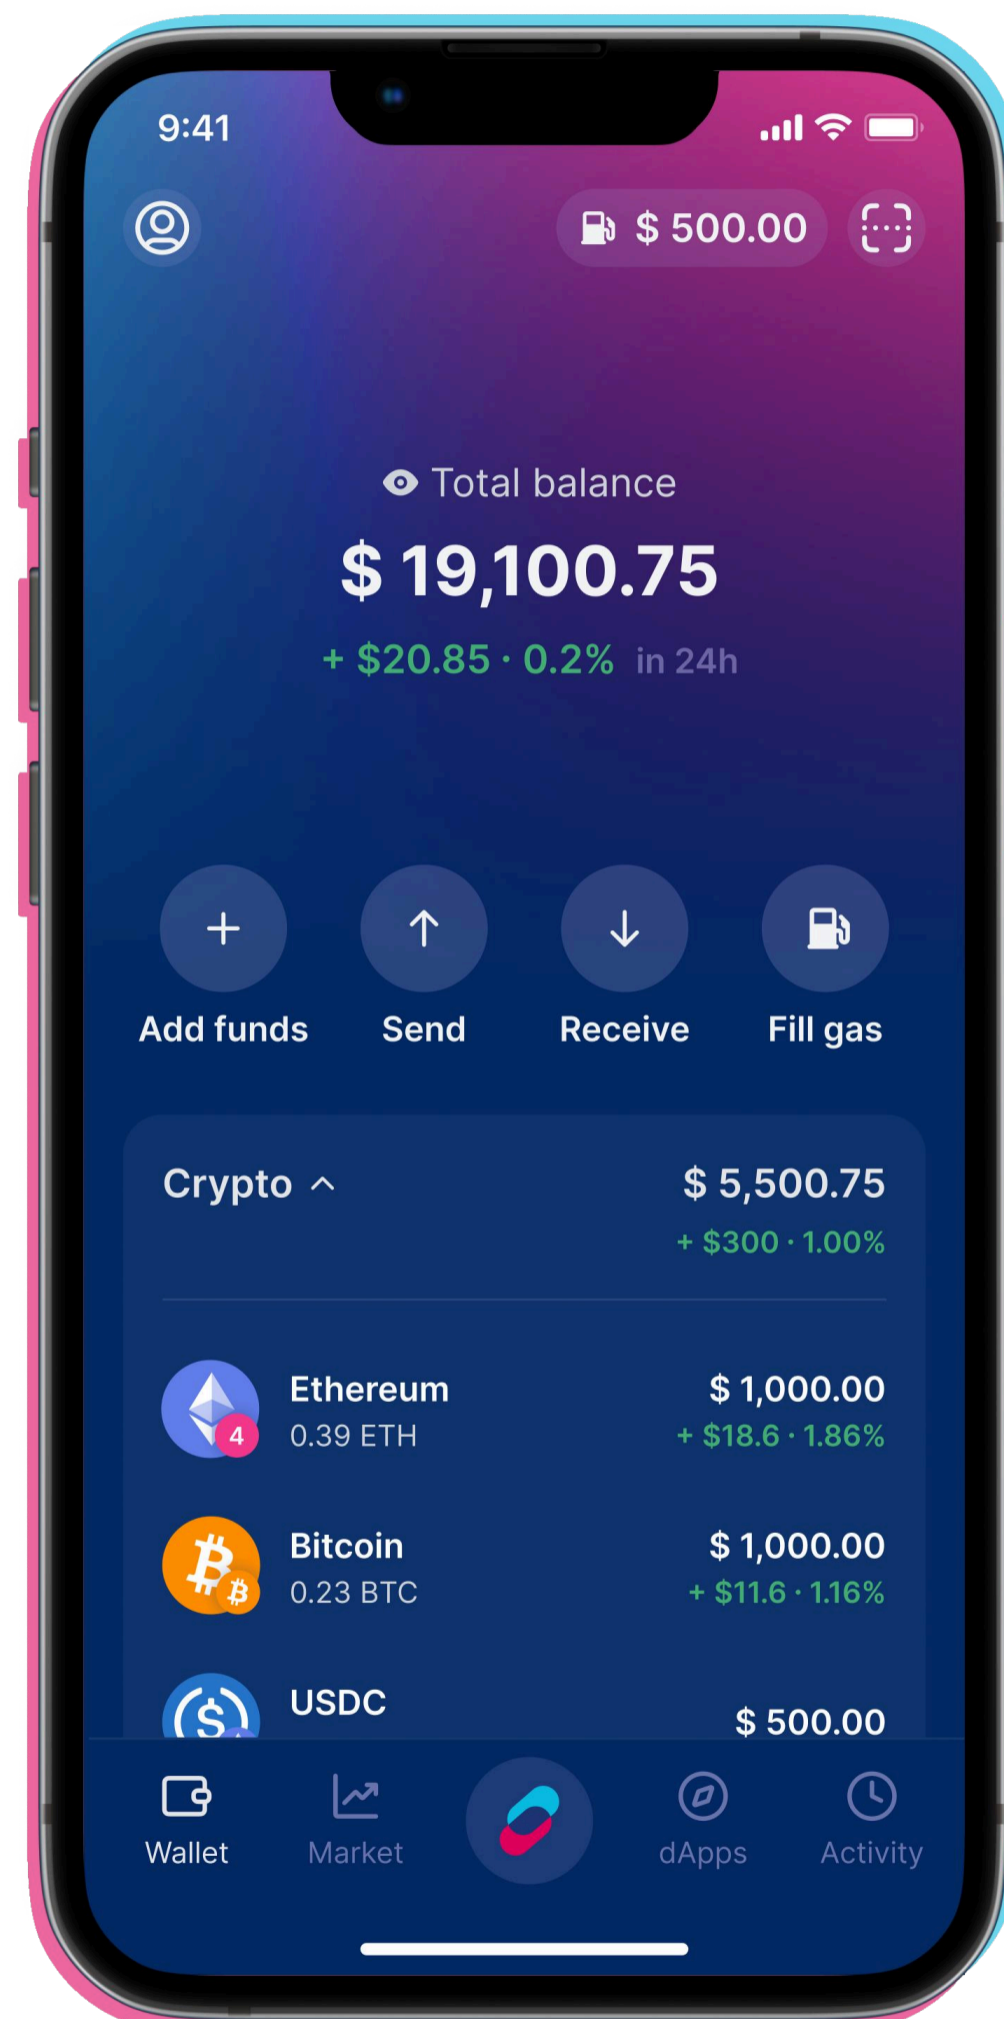 9:41
$ 500.00
Total balance
$ 19,100.75
+ $20.85 · 0.2% in 24h
Add funds
Send
Receive
Fill gas
Crypto
$ 5,500.75
+ $300 · 1.00%
Ethereum
$ 1,000.00
4
0.39 ETH
+ $18.6 · 1.86%
Bitcoin
$ 1,000.00
0.23 BTC
+ $11.6 · 1.16%
USDC
$ 500.00
Wallet
Market
dApps
Activity